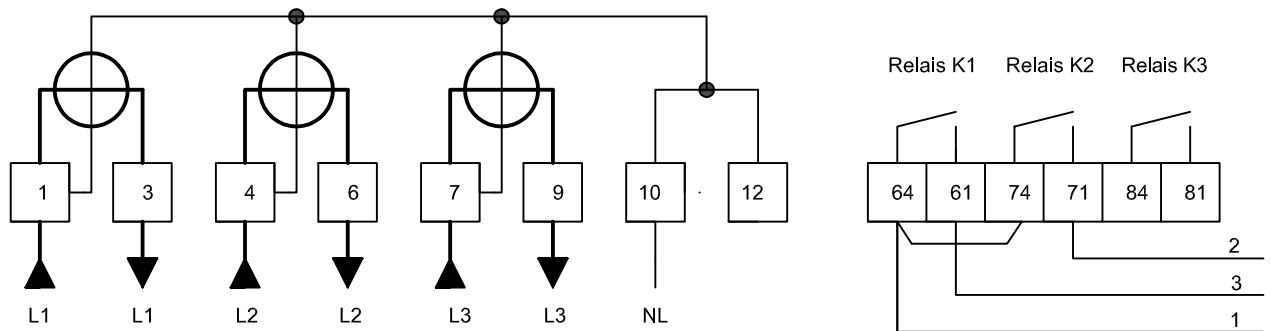 Relais K1 Relais K2 Relais K3
1 3 4 6 7 9 10 12
64 61 74 71 84 81
2
3
1
L1 L1 L2 L2 L3 L3 NL